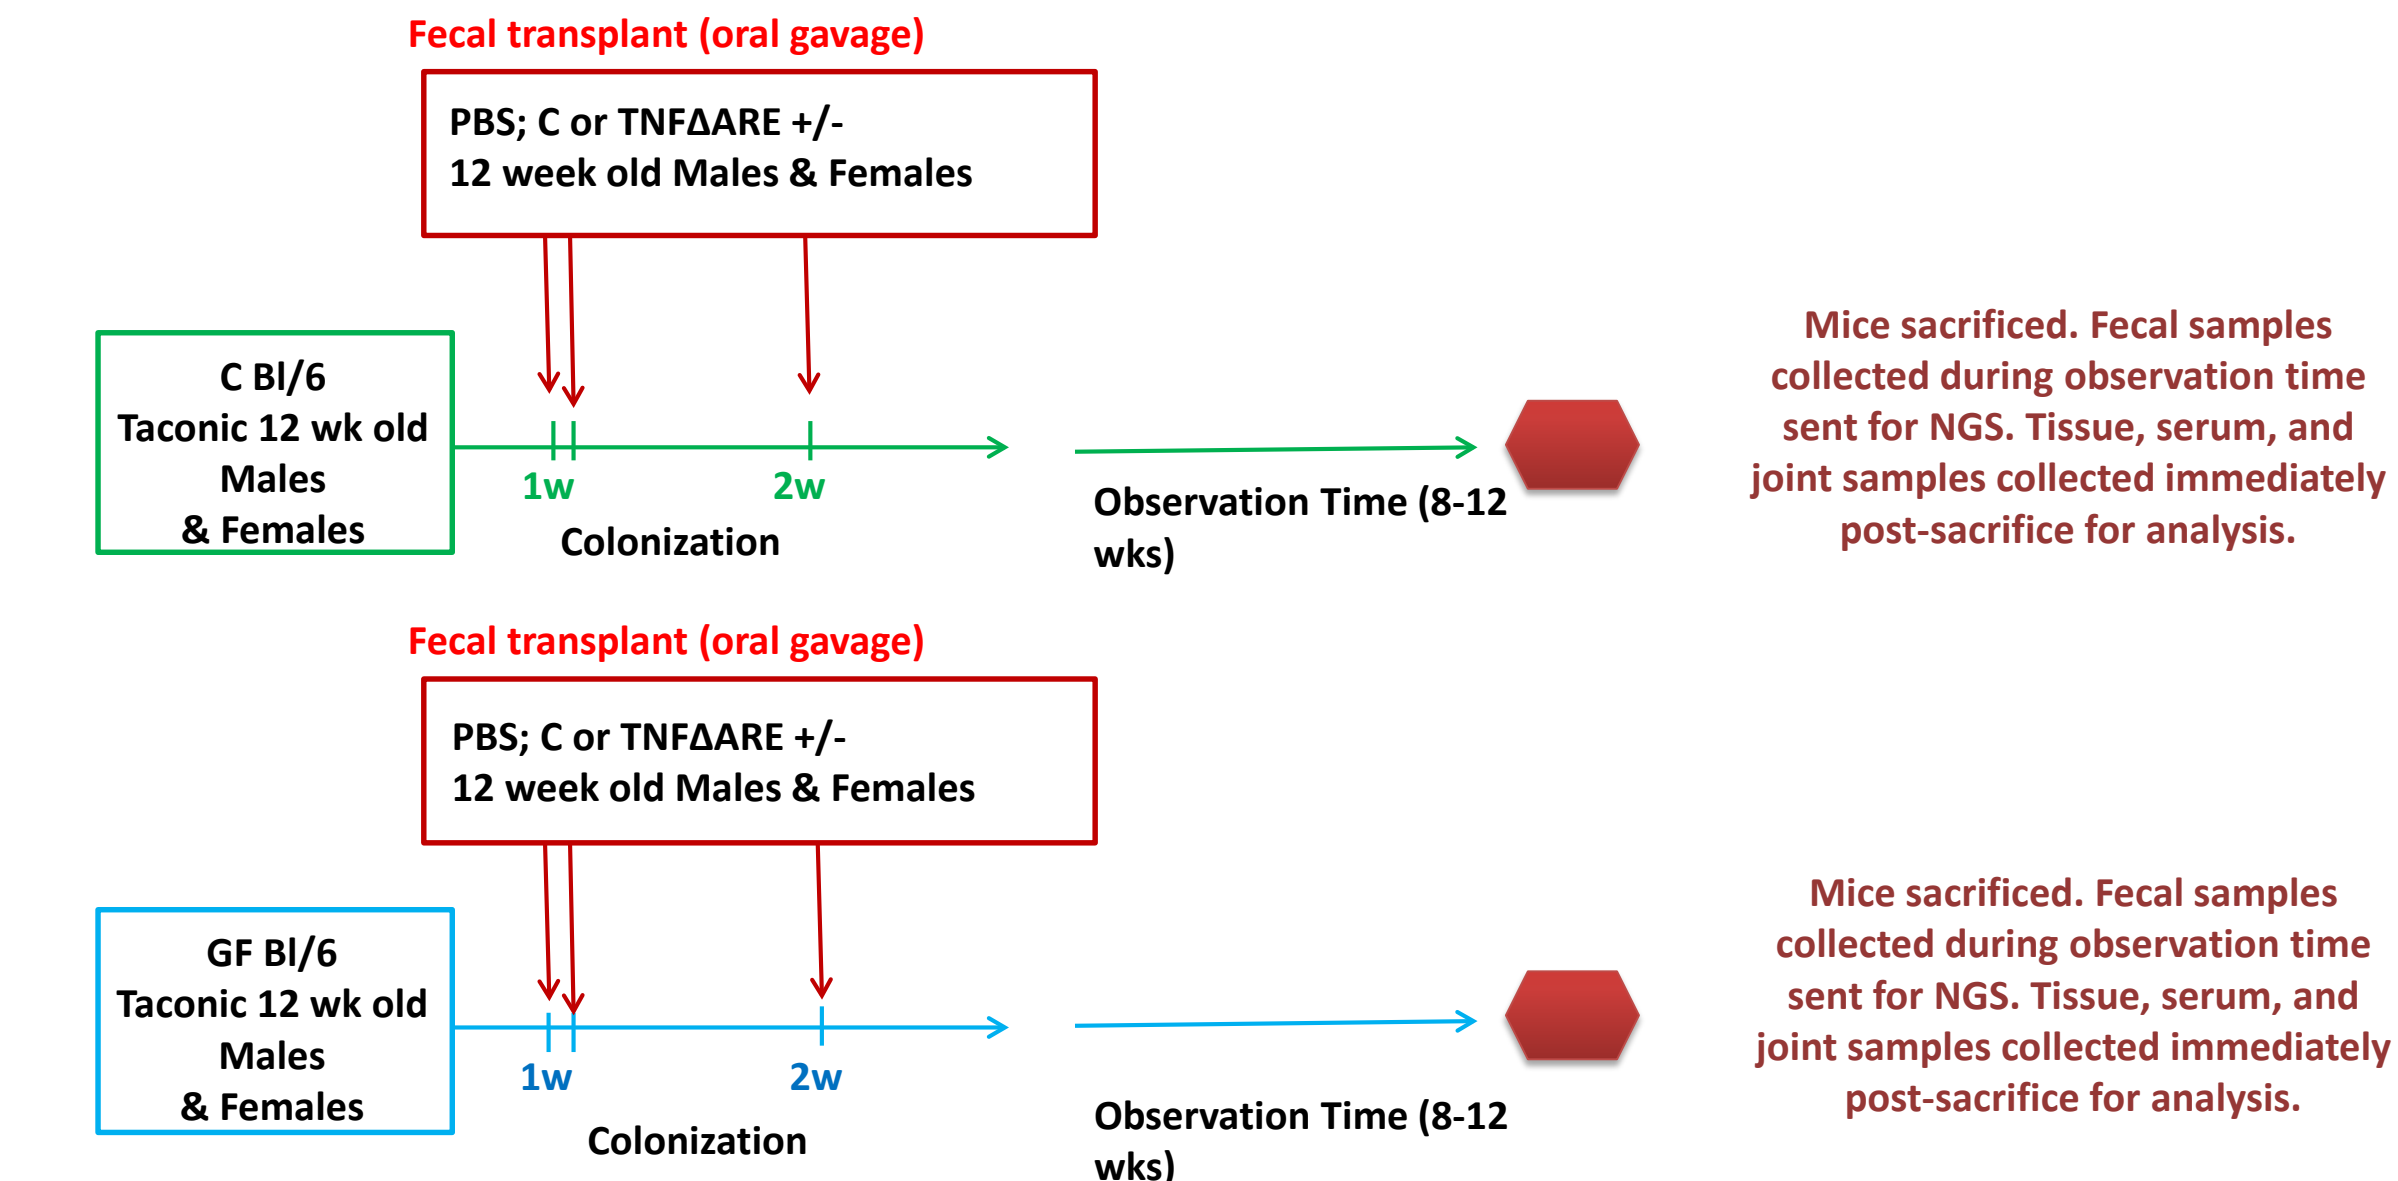 Fecal transplant (oral gavage)
PBS; C or TNFΔARE +/-
12 week old Males & Females
C Bl/6
Taconic 12 wk old
Males
& Females
1w
2w
Colonization
Observation Time (8-12
wks)
Mice sacrificed. Fecal samples
collected during observation time
sent for NGS. Tissue, serum, and
joint samples collected immediately
post-sacrifice for analysis.
Fecal transplant (oral gavage)
PBS; C or TNFΔARE +/-
12 week old Males & Females
GF Bl/6
Taconic 12 wk old
Males
& Females
1w
2w
Colonization
Observation Time (8-12
wks)
Mice sacrificed. Fecal samples
collected during observation time
sent for NGS. Tissue, serum, and
joint samples collected immediately
post-sacrifice for analysis.